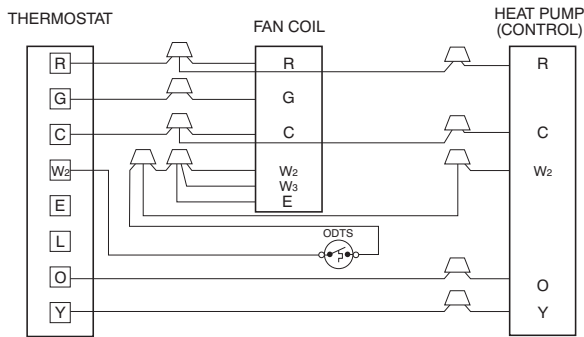 THERMOSTAT
FAN COIL
HEAT PUMP
(CONTROL)
R
G
C
W2
E
L
O
Y
R
G
C
W2
W3
E
ODTS
R
C
W2
O
Y